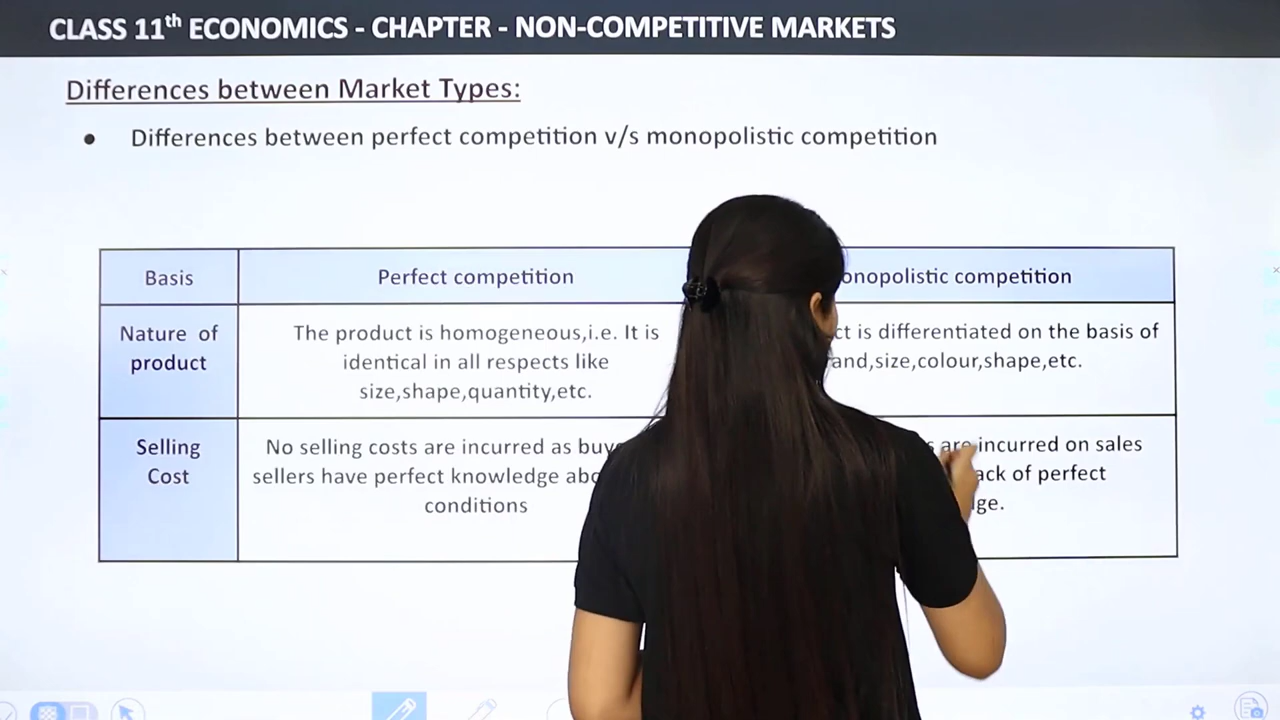 CLASS 11th ECONOMICS - CHAPTER - NON-COMPETITIVE MARKETS
Differences between Market Types:
● Differences between perfect competition v/s monopolistic competition
Basis
Perfect competition
onopolistic competition
Nature of
product
The product is homogeneous,i.e. It is
identical in all respects like
size,shape,quantity,etc.
ct is differentiated on the basis of
and,size,colour,shape,etc.
Selling
Cost
No selling costs are incurred as buy
sellers have perfect knowledge abo
conditions
are incurred on sales
ack of perfect
ge.